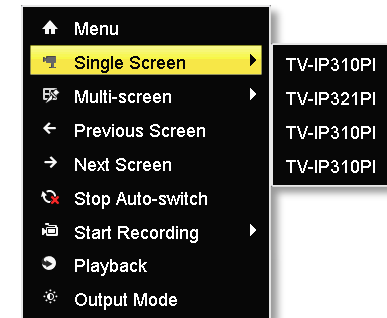 Menu
Single Screen
Multi-screen
Previous Screen
Next Screen
Stop Auto-switch
Start Recording
Playback
Output Mode
TV-IP310PI
TV-IP321PI
TV-IP310PI
TV-IP310PI